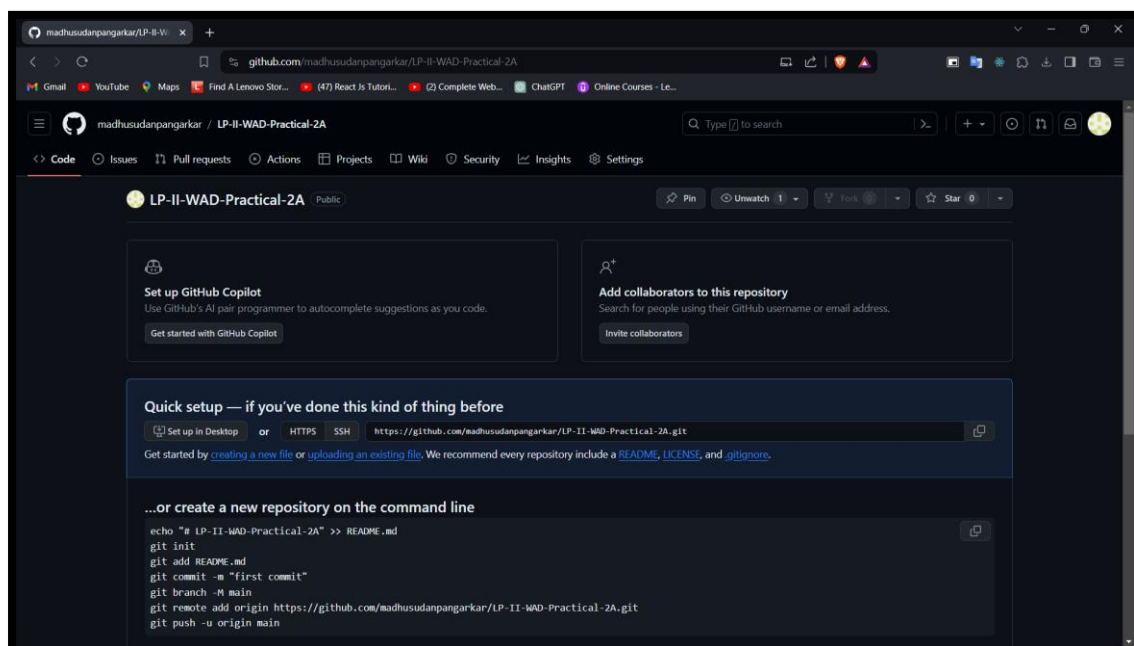 madhusudanpangarkar/LP-II-W
github.com/madhusudanpangarkar/LP-II-WAD-Practical-2A
Gmail YouTube Maps Find A Lenovo Stor... (47) React Js Tutori... (2) Complete Web... ChatGPT Online Courses - Le...
madhusudanpangarkar / LP-II-WAD-Practical-2A Type / to search
Code Issues Pull requests Actions Projects Wiki Security Insights Settings
LP-II-WAD-Practical-2A Public Pin Unwatch 1 Fork 0 Star 0
Set up GitHub Copilot
Use GitHub's AI pair programmer to autocomplete suggestions as you code.
Get started with GitHub Copilot
Add collaborators to this repository
Search for people using their GitHub username or email address.
Invite collaborators
Quick setup — if you've done this kind of thing before
Set up in Desktop or HTTPS SSH https://github.com/madhusudanpangarkar/LP-II-WAD-Practical-2A.git
Get started by creating a new file or uploading an existing file. We recommend every repository include a README, LICENSE, and .gitignore.
...or create a new repository on the command line
echo "# LP-II-WAD-Practical-2A" >> README.md
git init
git add README.md
git commit -m "first commit"
git branch -M main
git remote add origin https://github.com/madhusudanpangarkar/LP-II-WAD-Practical-2A.git
git push -u origin main